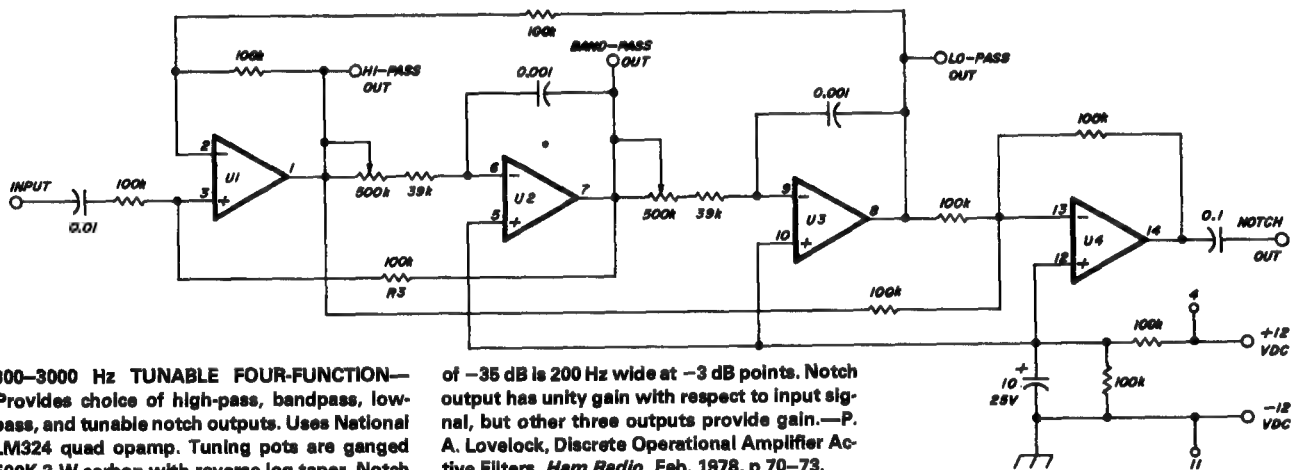 100k
100k
BAND-PASS
OUT
HI-PASS
OUT
0.001
LO-PASS
OUT
0.001
100k
2
U1
1
3
INPUT
100k
0.01
500k
39k
6
U2
7
5
500k
39k
9
U3
8
10
100k
13
U4
14
12
0.1
NOTCH
OUT
100k
R3
100k
4
100k
+12
VDC
+
10
25V
100k
-12
VDC
11
300–3000 Hz TUNABLE FOUR-FUNCTION—
Provides choice of high-pass, bandpass, low-
pass, and tunable notch outputs. Uses National
LM324 quad opamp. Tuning pots are ganged
500K 2-W carbon with reverse log taper. Notch
of −35 dB is 200 Hz wide at −3 dB points. Notch
output has unity gain with respect to input sig-
nal, but other three outputs provide gain.—P.
A. Lovelock, Discrete Operational Amplifier Ac-
tive Filters, Ham Radio, Feb. 1978, p 70–73.